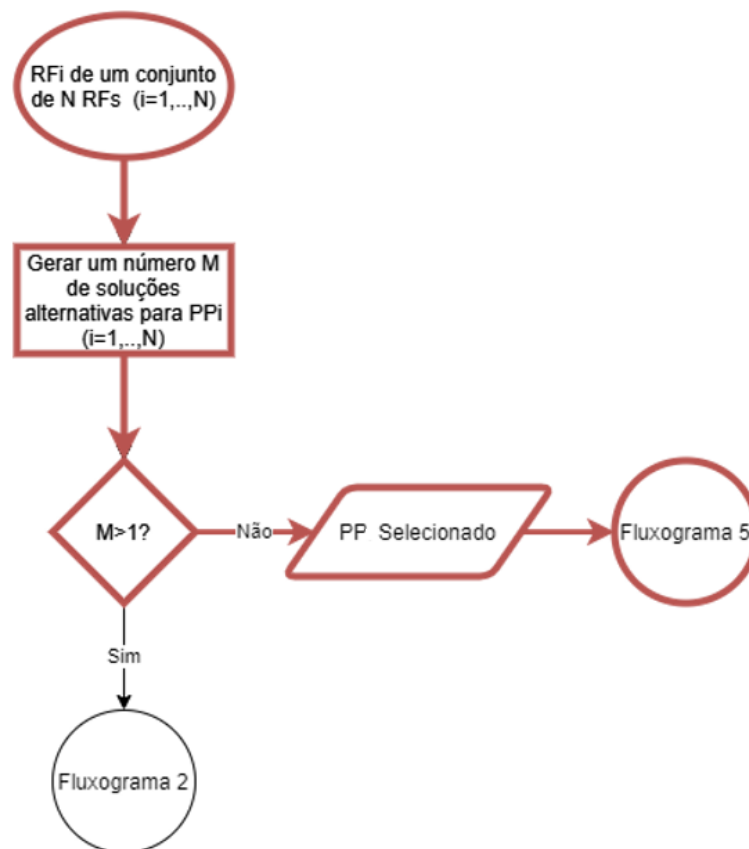 RFi de um conjunto
de N RFs (i=1,..,N)
Gerar um número M
de soluções
alternativas para PPi
(i=1,..,N)
M>1?
Não
PP Selecionado
Fluxograma 5
Sim
Fluxograma 2